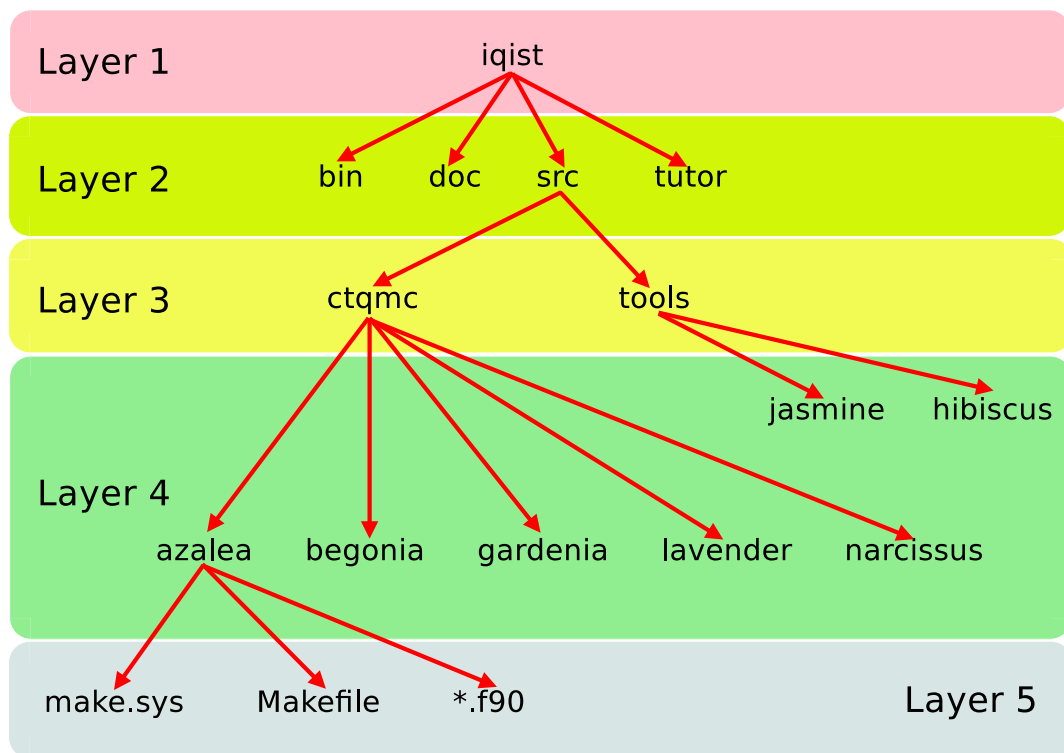 Layer 1 iqist
Layer 2 bin doc src tutor
Layer 3 ctqmc tools
jasmine hibiscus
Layer 4
azalea begonia gardenia lavender narcissus
make.sys Makefile *.f90 Layer 5